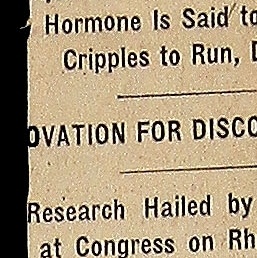 Hormone Is Said to
Cripples to Run,
OVATION FOR DISCO
Research Hailed by
at Congress on Rh